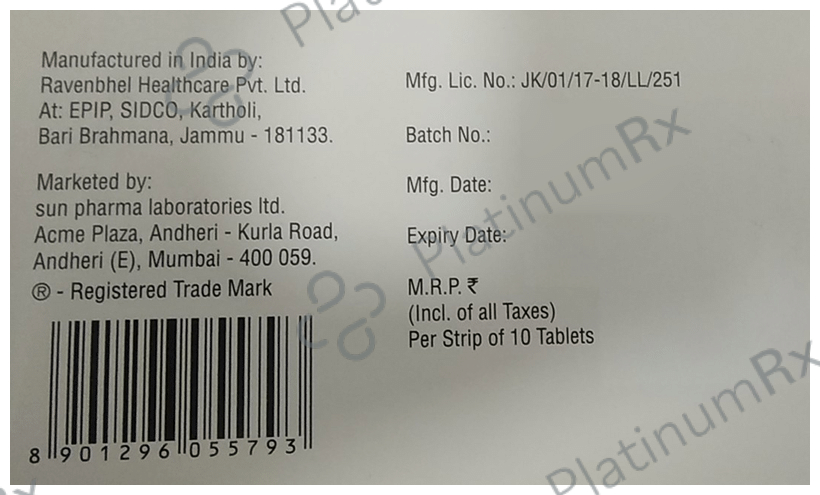 Manufactured in India by:
Ravenbhel Healthcare Pvt. Ltd.
At: EPIP, SIDCO, Kartholi,
Bari Brahmana, Jammu - 181133.
Marketed by:
sun pharma laboratories ltd.
Acme Plaza, Andheri - Kurla Road,
Andheri (E), Mumbai - 400 059.
® - Registered Trade Mark
8 901296 055793
Mfg. Lic. No.: JK/01/17-18/LL/251
Batch No.:
Mfg. Date:
Expiry Date:
M.R.P. ₹
(Incl. of all Taxes)
Per Strip of 10 Tablets
PlatinumRx
PlatinumRx